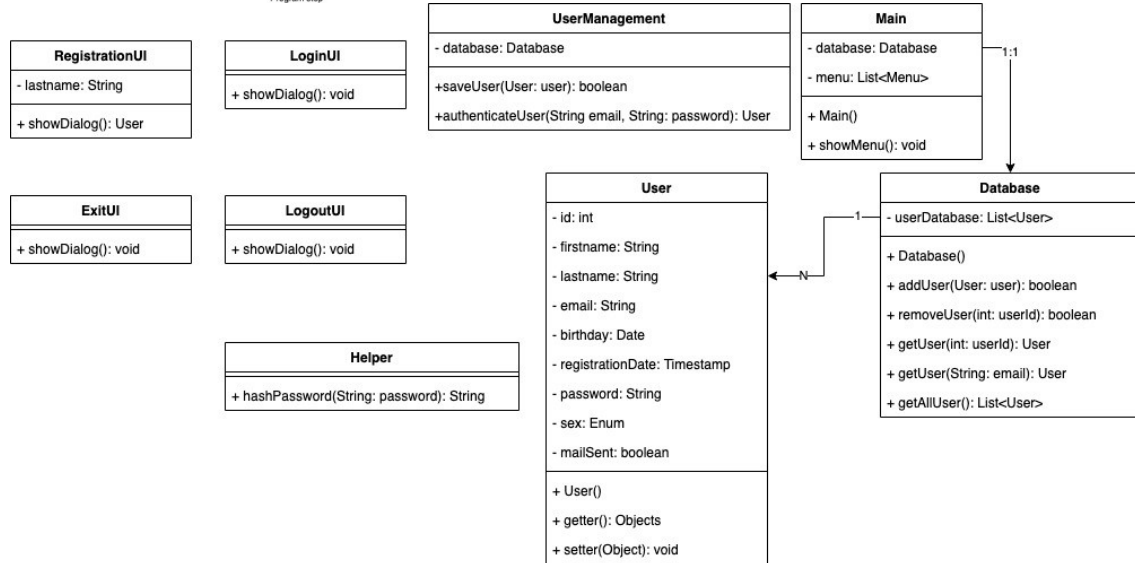 Program stop
UserManagement
- database: Database
+saveUser(User: user): boolean
+authenticateUser(String email, String: password): User
Main
- database: Database
- menu: List<Menu>
+ Main()
+ showMenu(): void
1:1
RegistrationUI
- lastname: String
+ showDialog(): User
LoginUI
+ showDialog(): void
ExitUI
+ showDialog(): void
LogoutUI
+ showDialog(): void
Helper
+ hashPassword(String: password): String
User
- id: int
- firstname: String
- lastname: String
- email: String
- birthday: Date
- registrationDate: Timestamp
- password: String
- sex: Enum
- mailSent: boolean
+ User()
+ getter(): Objects
+ setter(Object): void
1
N
Database
- userDatabase: List<User>
+ Database()
+ addUser(User: user): boolean
+ removeUser(int: userId): boolean
+ getUser(int: userId): User
+ getUser(String: email): User
+ getAllUser(): List<User>